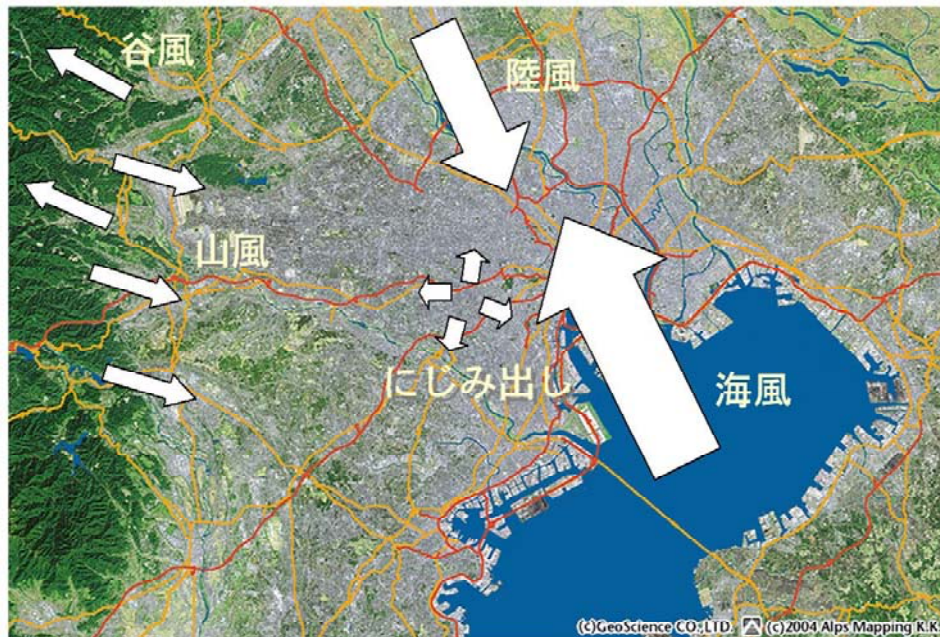 谷風
陸風
山風
にじみ出し
海風
(c)GeoScience CO.,LTD. (c)2004 Alps Mapping K.K